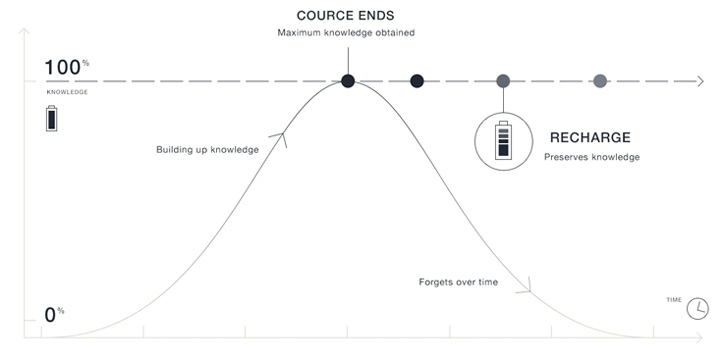 COURCE ENDS
Maximum knowledge obtained
100%
KNOWLEDGE
Building up knowledge
RECHARGE
Preserves knowledge
Forgets over time
TIME
0%